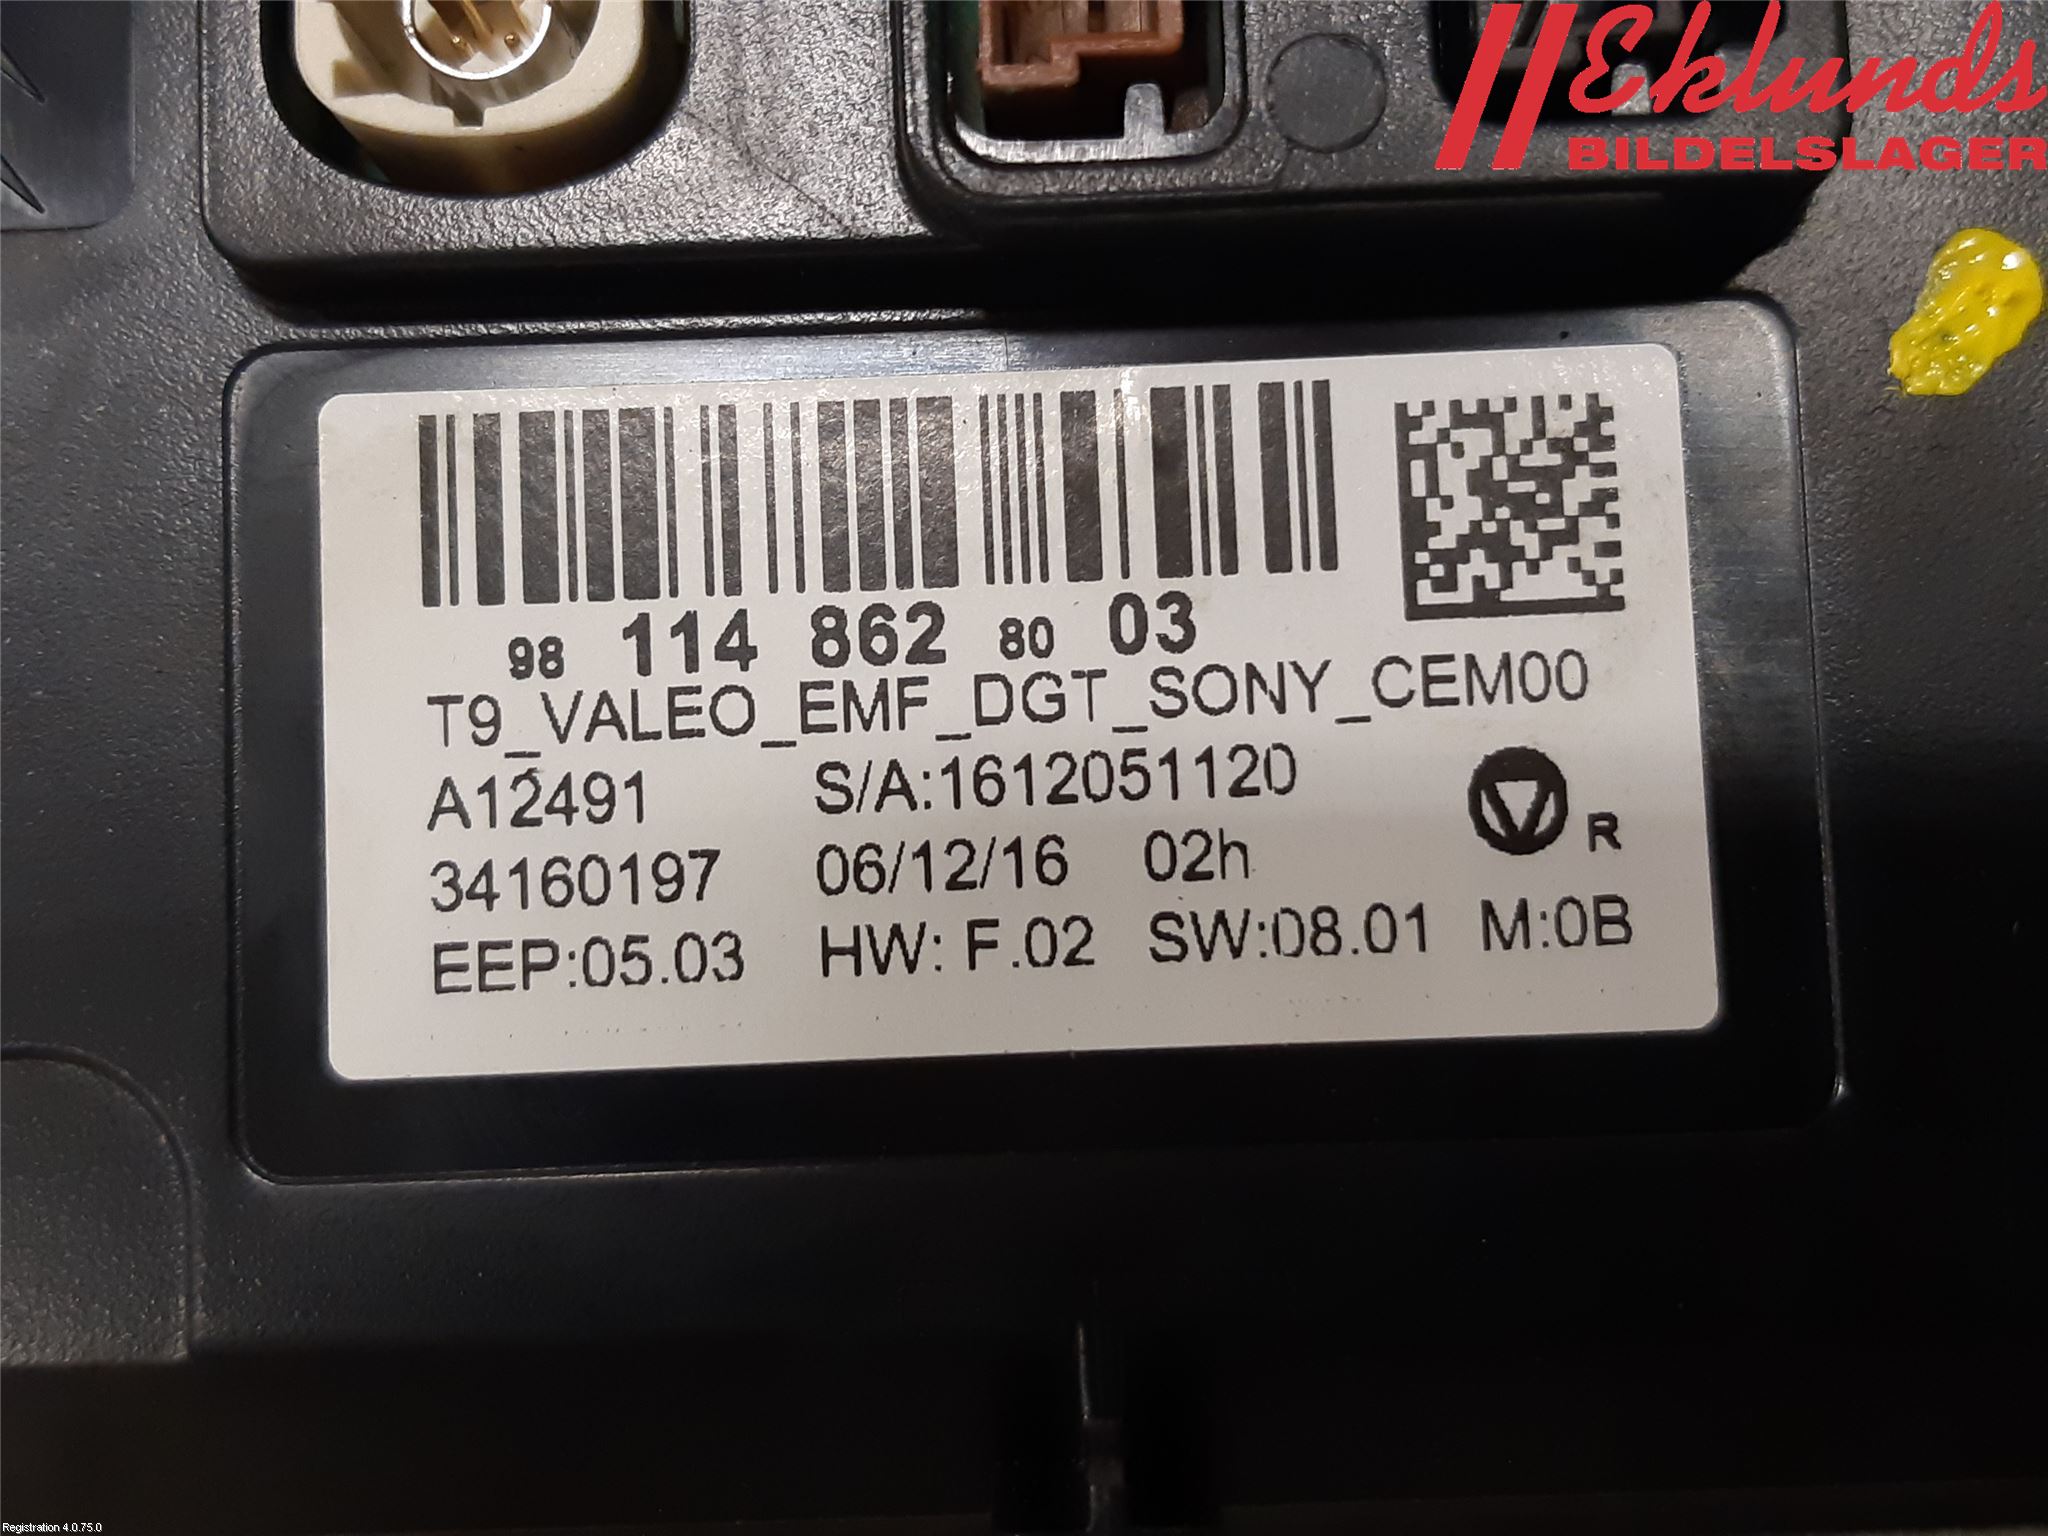 Eklunds
BILDELSLAGER
98 114 862 80 03
T9_VALEO_EMF_DGT_SONY_CEM00
A12491 S/A:1612051120
34160197 06/12/16 02h R
EEP:05.03 HW: F.02 SW:08.01 M:0B
Registration 4.0.75.0